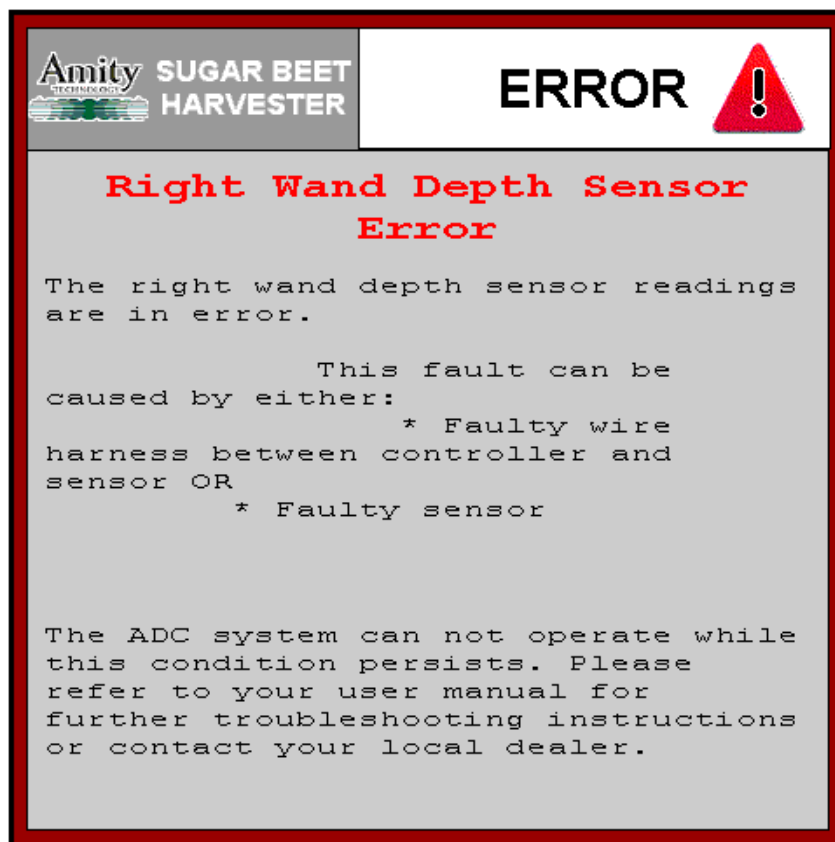 Amity
TECHNOLOGY
SUGAR BEET
HARVESTER
ERROR
!
Right Wand Depth Sensor
Error
The right wand depth sensor readings
are in error.
This fault can be
caused by either:
* Faulty wire
harness between controller and
sensor OR
* Faulty sensor
The ADC system can not operate while
this condition persists. Please
refer to your user manual for
further troubleshooting instructions
or contact your local dealer.